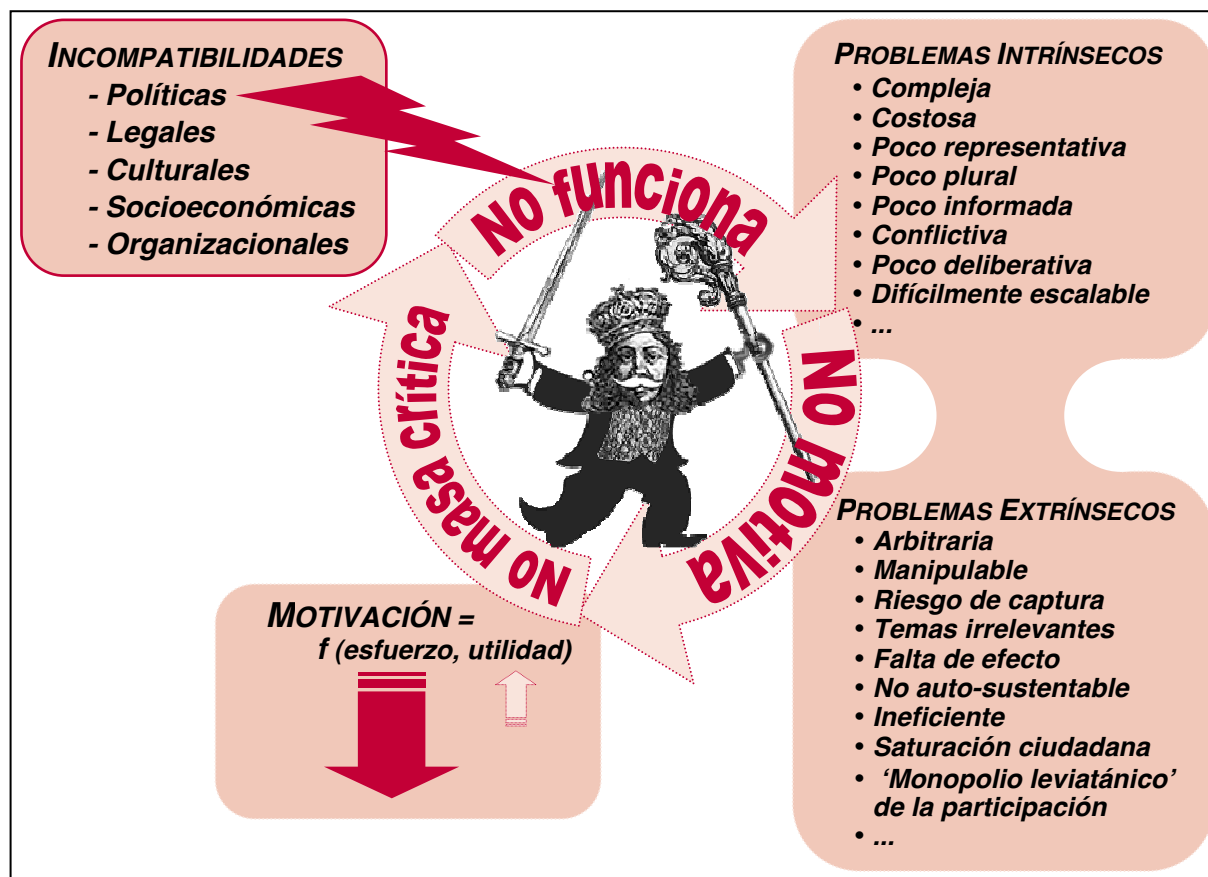 INCOMPATIBILIDADES
- Políticas
- Legales
- Culturales
- Socioeconómicas
- Organizacionales
No funciona
No motiva
No masa crítica
PROBLEMAS INTRÍNSECOS
• Compleja
• Costosa
• Poco representativa
• Poco plural
• Poco informada
• Conflictiva
• Poco deliberativa
• Difícilmente escalable
• ...
PROBLEMAS EXTRÍNSECOS
• Arbitraria
• Manipulable
• Riesgo de captura
• Temas irrelevantes
• Falta de efecto
• No auto-sustentable
• Ineficiente
• Saturación ciudadana
• ‘Monopolio leviatánico’
de la participación
• ...
MOTIVACIÓN =
f (esfuerzo, utilidad)